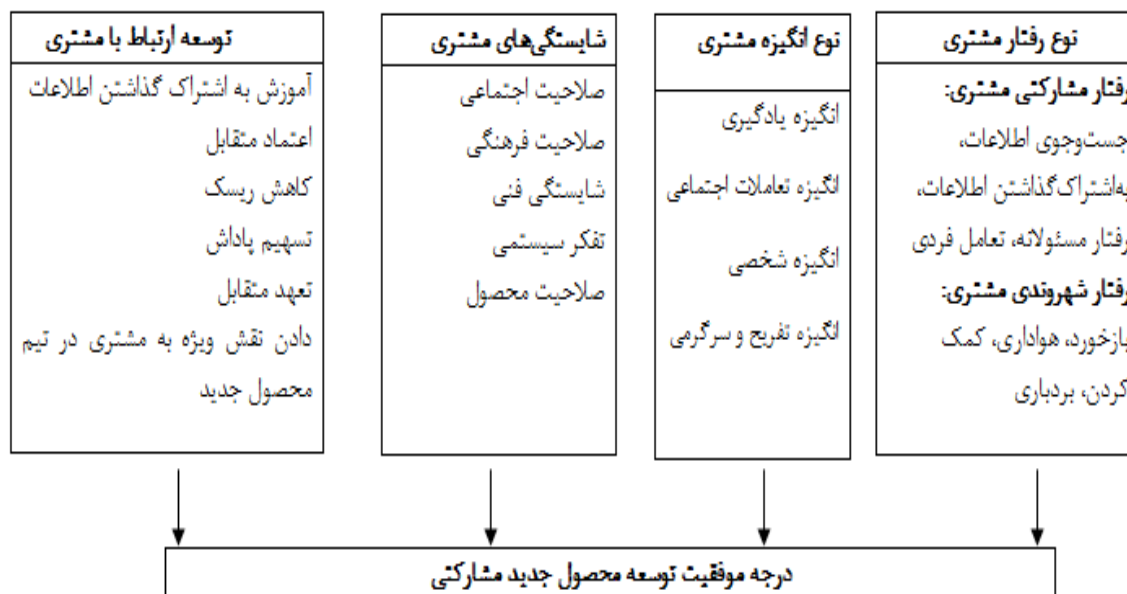 نوع رفتار مشتری
رفتار مشارکتی مشتری:
جست‌وجوی اطلاعات،
به‌اشتراک‌گذاشتن اطلاعات،
رفتار مسئولانه، تعامل فردی
رفتار شهروندی مشتری:
بازخورد، هواداری، کمک
کردن، بردباری
نوع انگیزه مشتری
انگیزه یادگیری
انگیزه تعاملات اجتماعی
انگیزه شخصی
انگیزه تفریح و سرگرمی
شایستگی‌های مشتری
صلاحیت اجتماعی
صلاحیت فرهنگی
شایستگی فنی
تفکر سیستمی
صلاحیت محصول
توسعه ارتباط با مشتری
آموزش به اشتراک گذاشتن اطلاعات
اعتماد متقابل
کاهش ریسک
تسهیم پاداش
تعهد متقابل
دادن نقش ویژه به مشتری در تیم
محصول جدید
درجه موفقیت توسعه محصول جدید مشارکتی